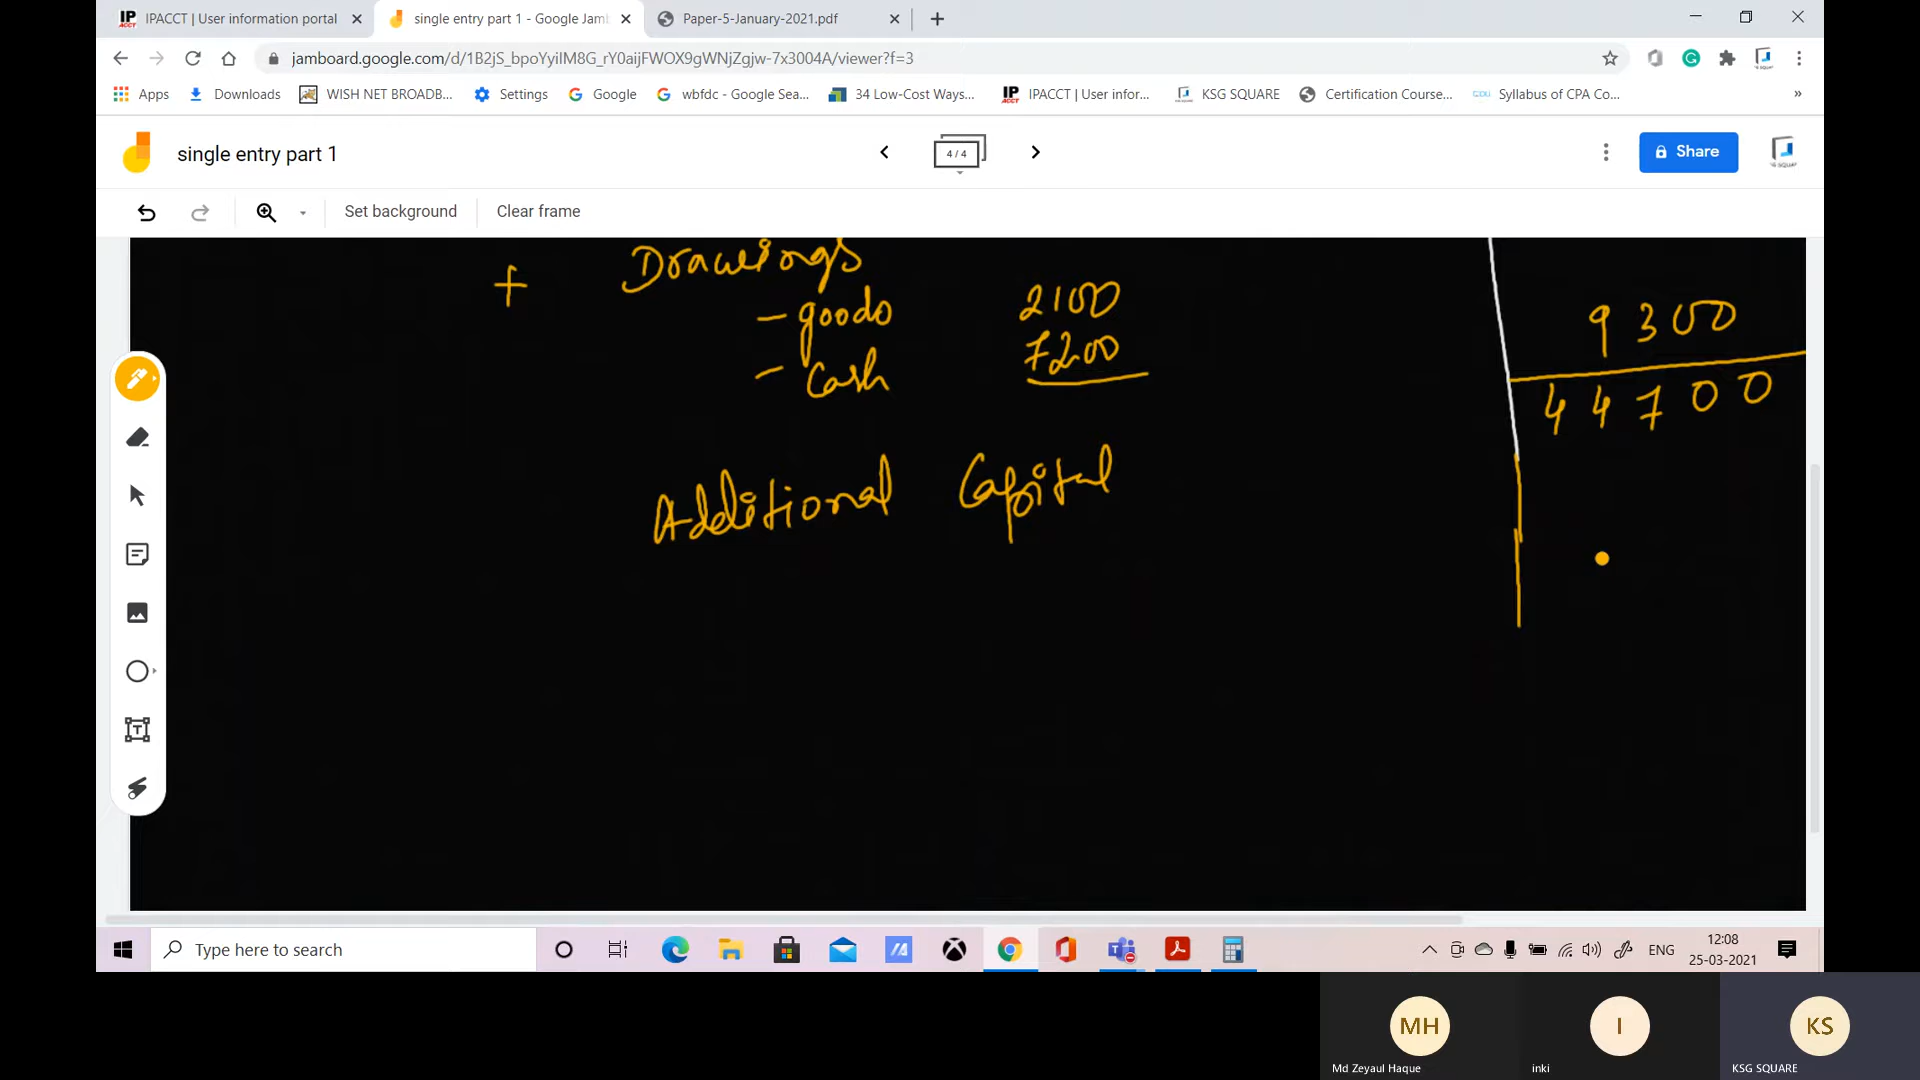 IPACCT | User information portal
single entry part 1 - Google Jamb
Paper-5-January-2021.pdf
jamboard.google.com/d/1B2jS_bpoYyiIM8G_rY0aijFWOX9gWNjZgjw-7x3004A/viewer?f=3
Apps
Downloads
WISH NET BROADB...
Settings
Google
wbfdc - Google Sea...
34 Low-Cost Ways...
IPACCT | User infor...
KSG SQUARE
Certification Course...
Syllabus of CPA Co...
»
single entry part 1
4 / 4
Share
Set background
Clear frame
+ Drawings
- goods 2100 9300
- Cash 7200
44700
Additional Capital
Type here to search
ENG
12:08
25-03-2021
MH
I
KS
Md Zeyaul Haque
inki
KSG SQUARE